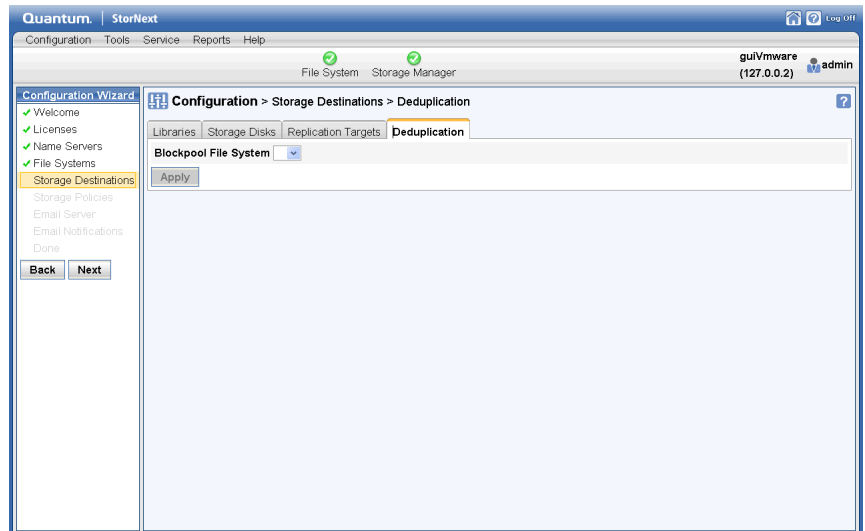 Quantum. StorNext
Log Off
Configuration Tools Service Reports Help
File System Storage Manager
guiVmware
(127.0.0.2)
admin
Configuration Wizard
Welcome
Licenses
Name Servers
File Systems
Storage Destinations
Storage Policies
Email Server
Email Notifications
Done
Back Next
Configuration > Storage Destinations > Deduplication
Libraries Storage Disks Replication Targets Deduplication
Blockpool File System
Apply